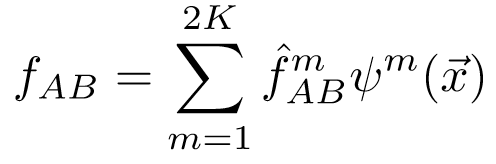 $f_{AB} = \sum_{m=1}^{2K} \hat{f}_{AB}^{m} \psi^{m}(\vec{x})$